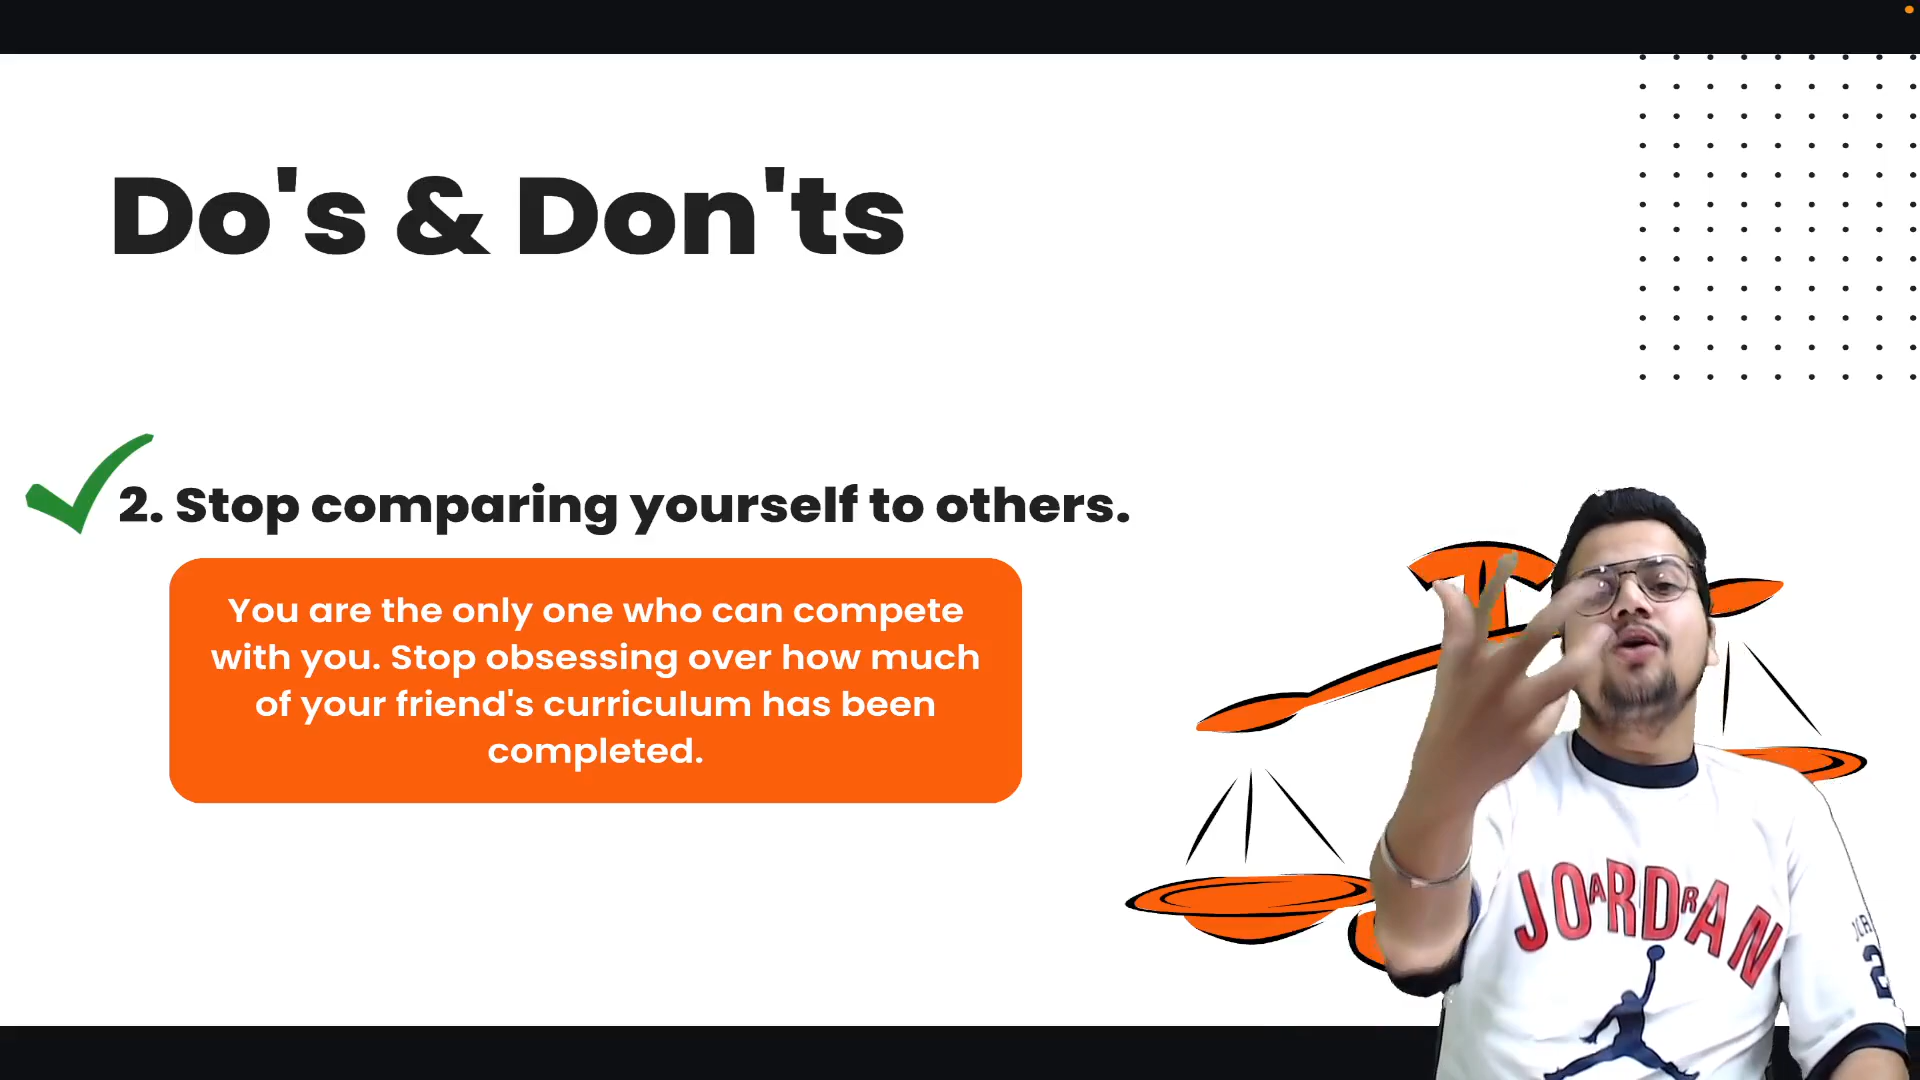 Do's & Don'ts
2. Stop comparing yourself to others.
You are the only one who can compete
with you. Stop obsessing over how much
of your friend's curriculum has been
completed.
JOARDRAN